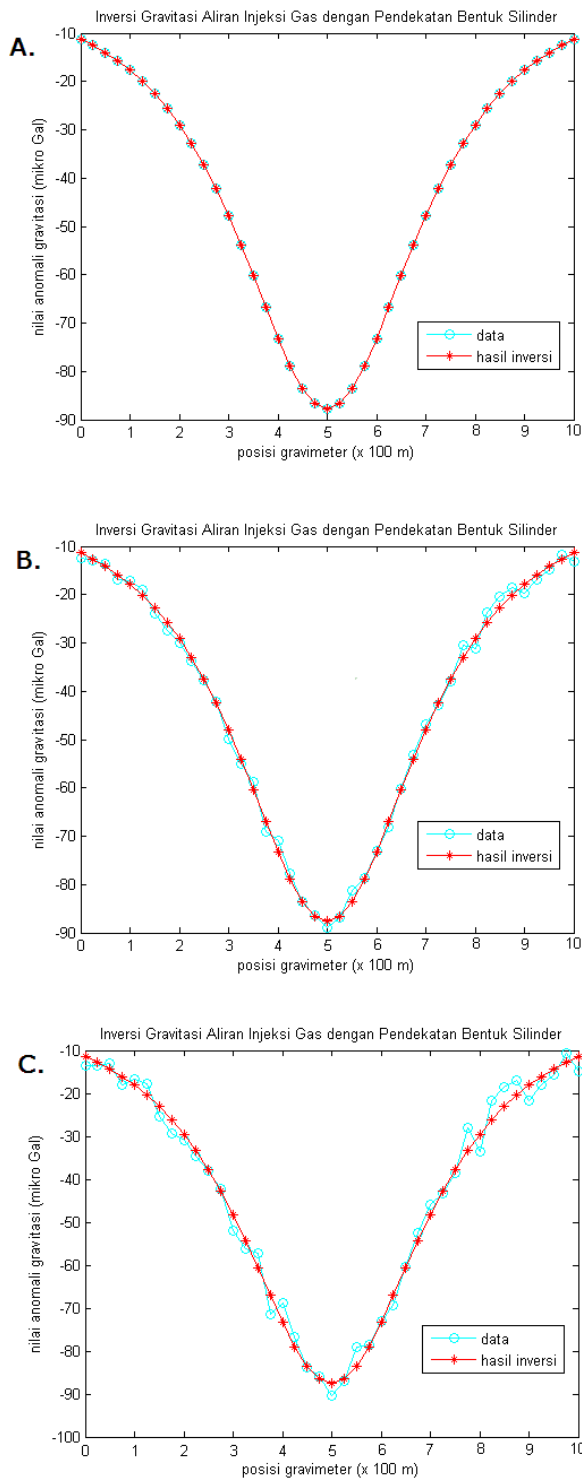 Inversi Gravitasi Aliran Injeksi Gas dengan Pendekatan Bentuk Silinder
A.
-10
-20
-30
-40
-50
-60
-70
-80
-90
nilai anomali gravitasi (mikro Gal)
data
hasil inversi
0 1 2 3 4 5 6 7 8 9 10
posisi gravimeter (x 100 m)
Inversi Gravitasi Aliran Injeksi Gas dengan Pendekatan Bentuk Silinder
B.
-10
-20
-30
-40
-50
-60
-70
-80
-90
nilai anomali gravitasi (mikro Gal)
data
hasil inversi
0 1 2 3 4 5 6 7 8 9 10
posisi gravimeter (x 100 m)
Inversi Gravitasi Aliran Injeksi Gas dengan Pendekatan Bentuk Silinder
C.
-10
-20
-30
-40
-50
-60
-70
-80
-90
-100
nilai anomali gravitasi (mikro Gal)
data
hasil inversi
0 1 2 3 4 5 6 7 8 9 10
posisi gravimeter (x 100 m)